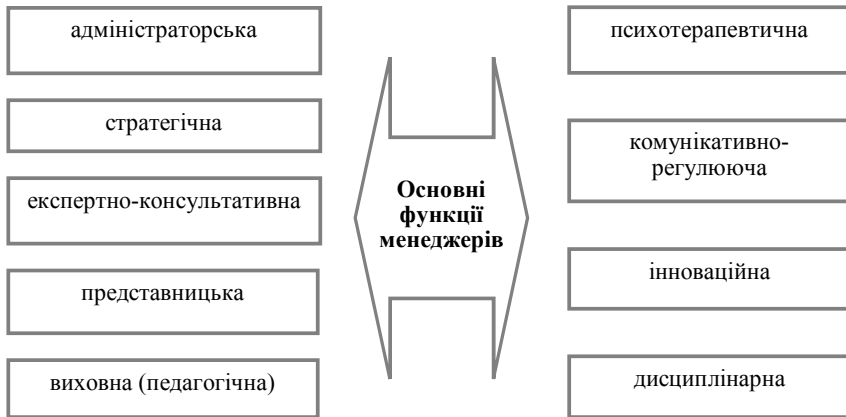 адміністраторська
стратегічна
експертно-консультативна
представницька
виховна (педагогічна)
Основні
функції
менеджерів
психотерапевтична
комунікативно-
регулююча
інноваційна
дисциплінарна